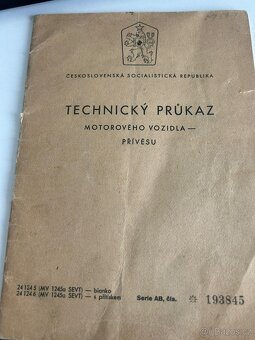 ČESKOSLOVENSKÁ SOCIALISTICKÁ REPUBLIKA
TECHNICKÝ PRŮKAZ
MOTOROVÉHO VOZIDLA —
PŘÍVĚSU
24 124 5 (MV 1245a SEVT) — bianko
24 124 6 (MV 1245a SEVT) — s přítiskem
Serie AB, čís. 193845